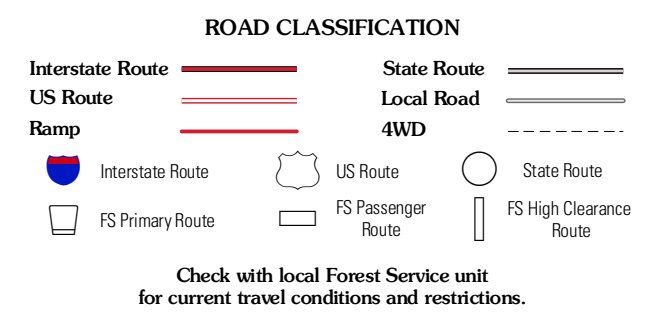 ROAD CLASSIFICATION
Interstate Route
State Route
US Route
Local Road
Ramp
4WD
Interstate Route
US Route
State Route
FS Primary Route
FS Passenger
Route
FS High Clearance
Route
Check with local Forest Service unit
for current travel conditions and restrictions.